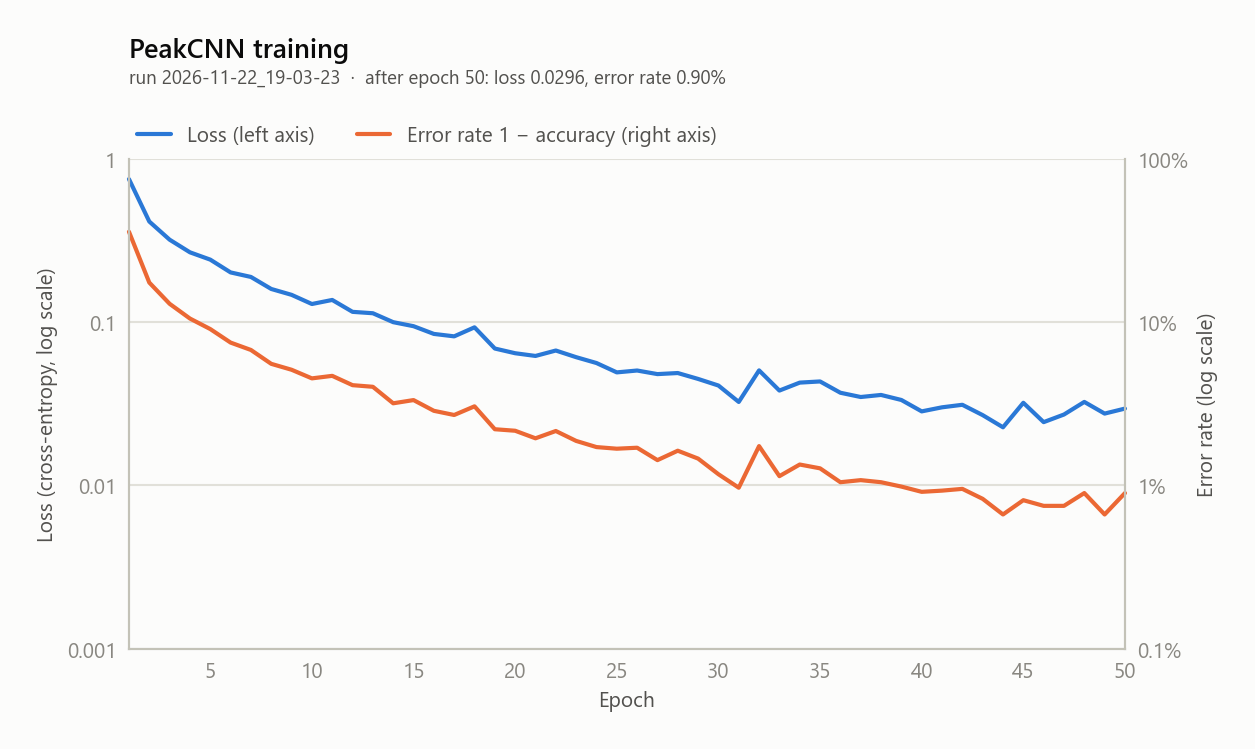 PeakCNN training
run 2026-11-22_19-03-23 · after epoch 50: loss 0.0296, error rate 0.90%
Loss (left axis)
Error rate 1 − accuracy (right axis)
1
0.1
0.01
0.001
Loss (cross-entropy, log scale)
100%
10%
1%
0.1%
Error rate (log scale)
5 10 15 20 25 30 35 40 45 50
Epoch